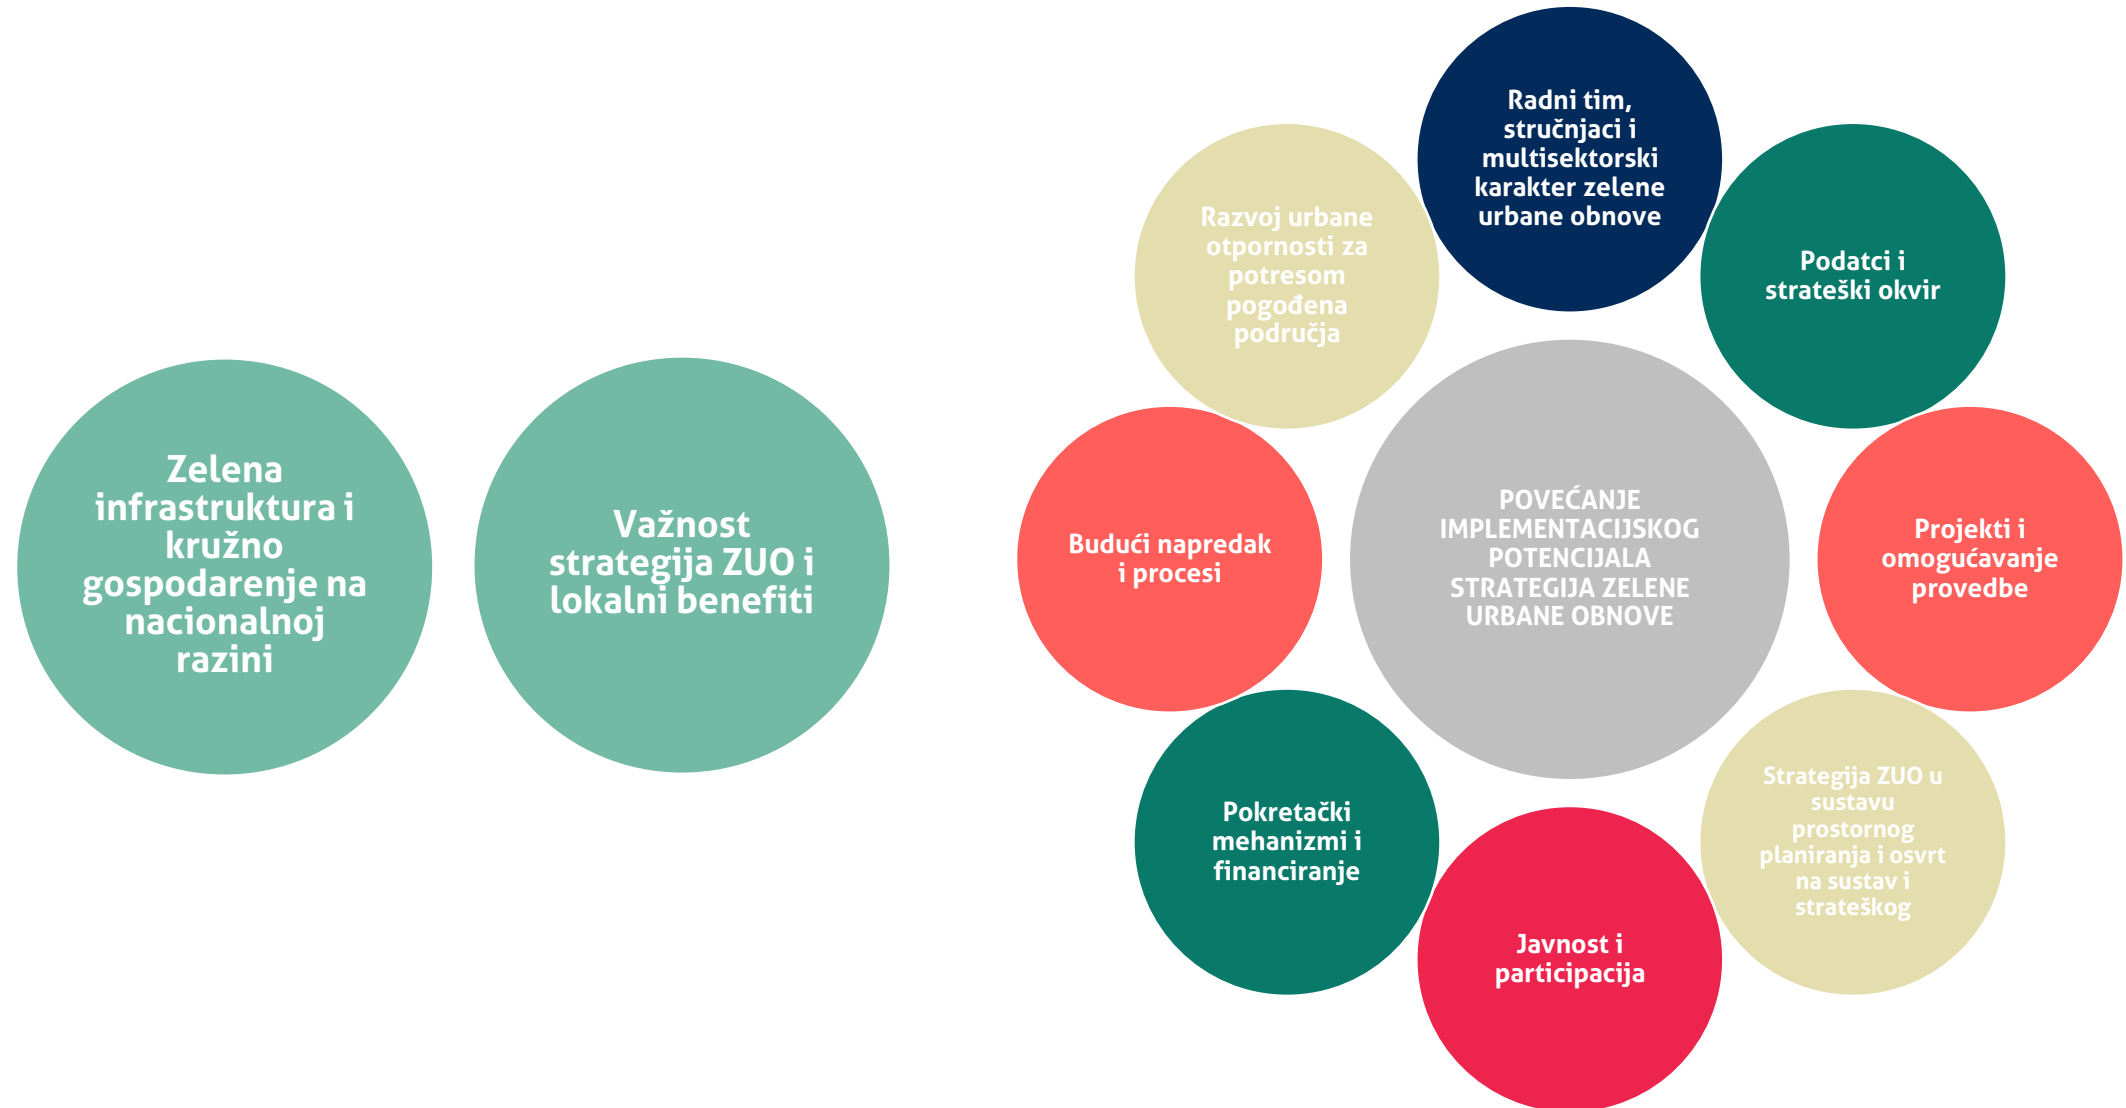 Zelena
infrastruktura i
kružno
gospodarenje na
nacionalnoj
razini
Važnost
strategija ZUO i
lokalni benefiti
Radni tim,
stručnjaci i
multisektorski
karakter zelene
urbane obnove
Podatci i
strateški okvir
Projekti i
omogućavanje
provedbe
Strategija ZUO u
sustavu
prostornog
planiranja i osvrt
na sustav i
strateškog
Javnost i
participacija
Pokretački
mehanizmi i
financiranje
Budući napredak
i procesi
Razvoj urbane
otpornosti za
potresom
pogođena
područja
POVEĆANJE
IMPLEMENTACIJSKOG
POTENCIJALA
STRATEGIJA ZELENE
URBANE OBNOVE